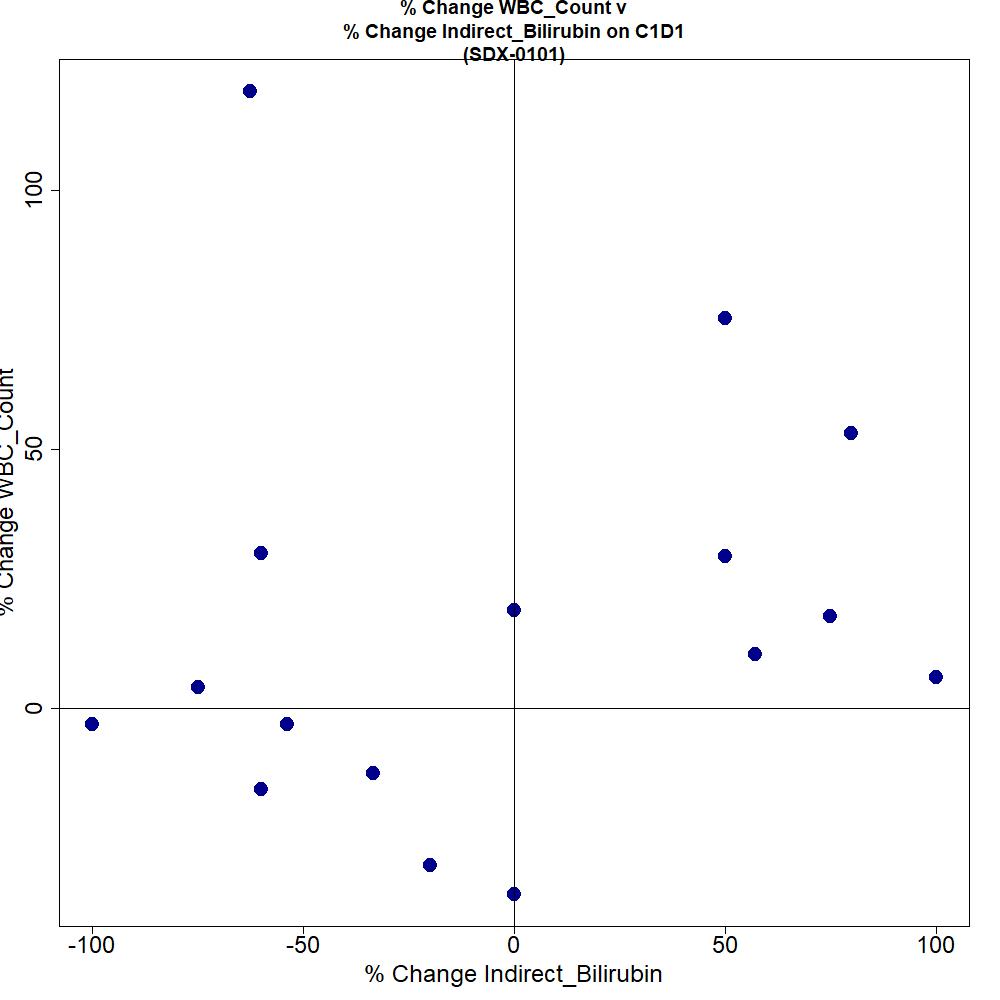 % Change WBC_Count v
% Change Indirect_Bilirubin on C1D1
(SDX-0101)
% Change WBC_Count
100
50
0
-100
-50
0
50
100
% Change Indirect_Bilirubin